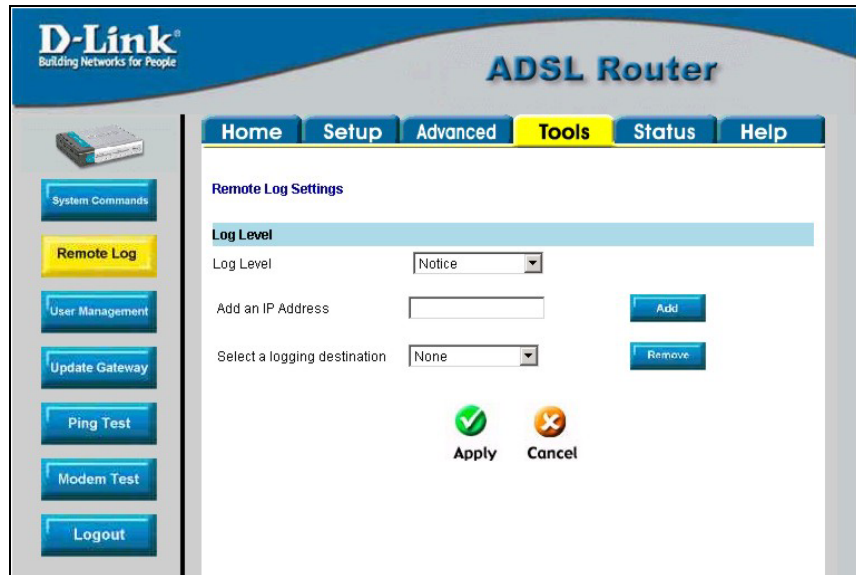 D-Link®
Building Networks for People
ADSL Router
Home Setup Advanced Tools Status Help
System Commands
Remote Log
User Management
Update Gateway
Ping Test
Modem Test
Logout
Remote Log Settings
Log Level
Log Level Notice
Add an IP Address Add
Select a logging destination None Remove
Apply Cancel